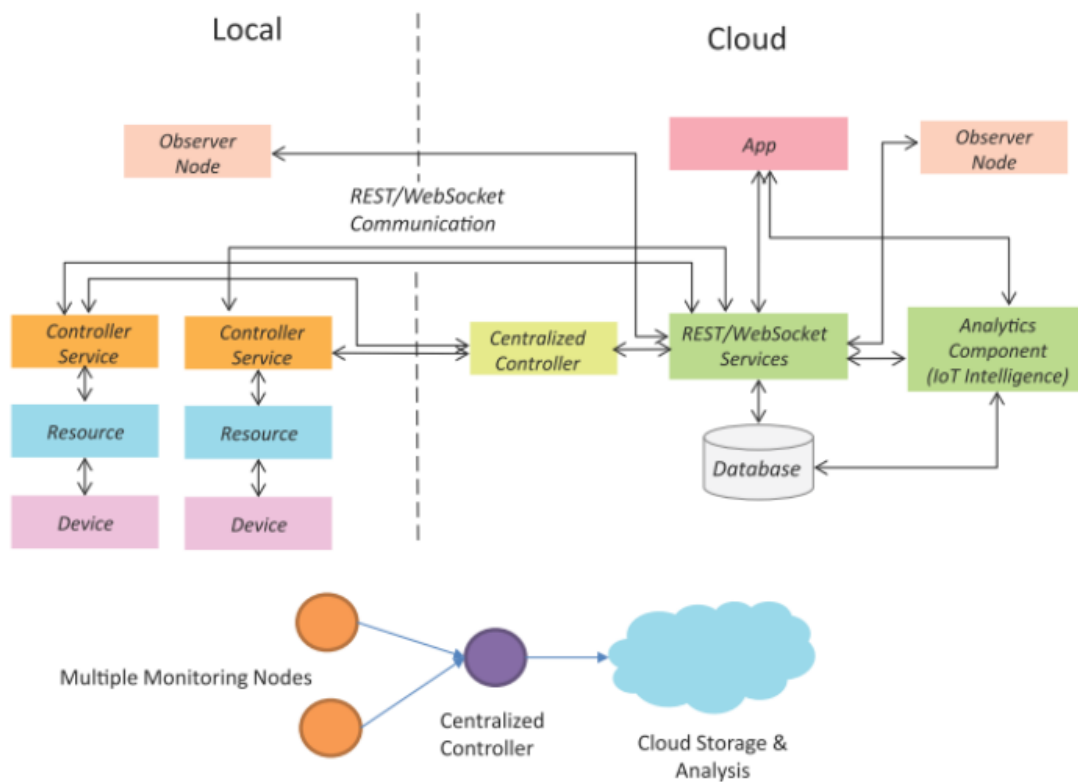 Local
Cloud
Observer
Node
App
Observer
Node
REST/WebSocket
Communication
Controller
Service
Controller
Service
Centralized
Controller
REST/WebSocket
Services
Analytics
Component
(IoT Intelligence)
Resource
Resource
Database
Device
Device
Multiple Monitoring Nodes
Centralized
Controller
Cloud Storage &
Analysis